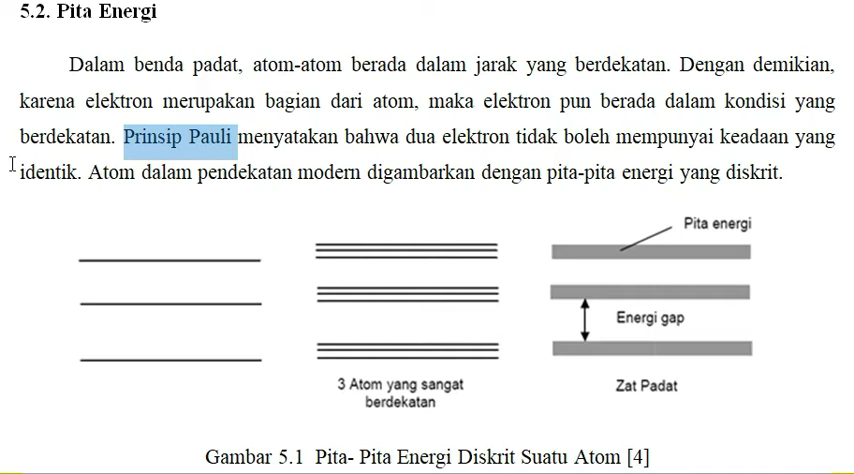 5.2. Pita Energi
Dalam benda padat, atom-atom berada dalam jarak yang berdekatan. Dengan demikian,
karena elektron merupakan bagian dari atom, maka elektron pun berada dalam kondisi yang
berdekatan. Prinsip Pauli menyatakan bahwa dua elektron tidak boleh mempunyai keadaan yang
identik. Atom dalam pendekatan modern digambarkan dengan pita-pita energi yang diskrit.
Pita energi
Energi gap
3 Atom yang sangat
berdekatan
Zat Padat
Gambar 5.1 Pita- Pita Energi Diskrit Suatu Atom [4]